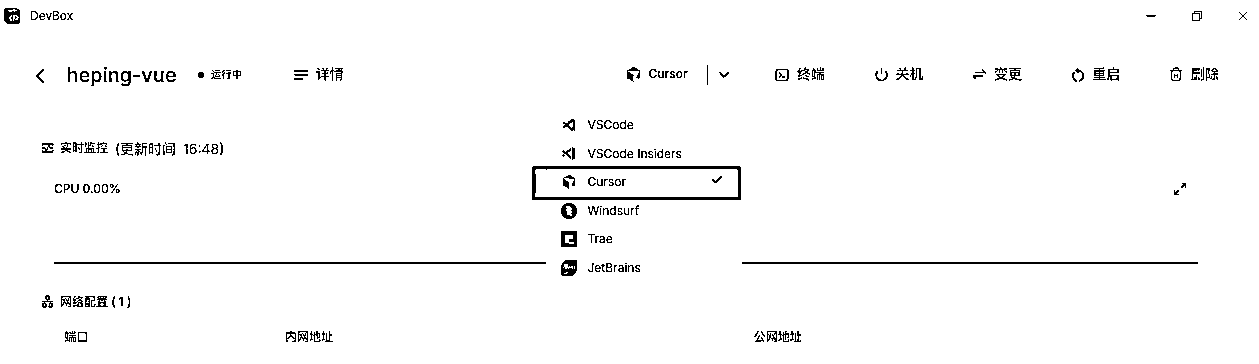 DevBox
heping-vue 运行中 详情 Cursor 终端 关机 变更 重启 删除
VSCode
实时监控 (更新时间 16:48)
VSCode Insiders
Cursor
CPU 0.00%
Windsurf
Trae
JetBrains
网络配置 (1)
端口 内网地址 公网地址